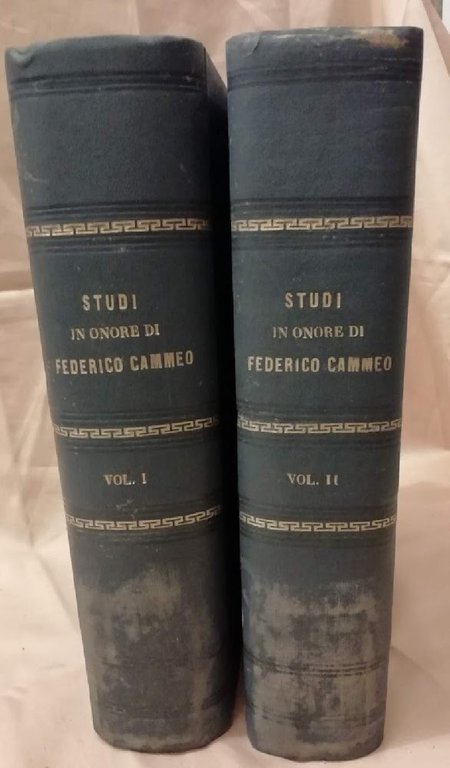 STUDI
IN ONORE DI
FEDERICO CAMMEO
VOL. I
STUDI
IN ONORE DI
FEDERICO CAMMEO
VOL. II